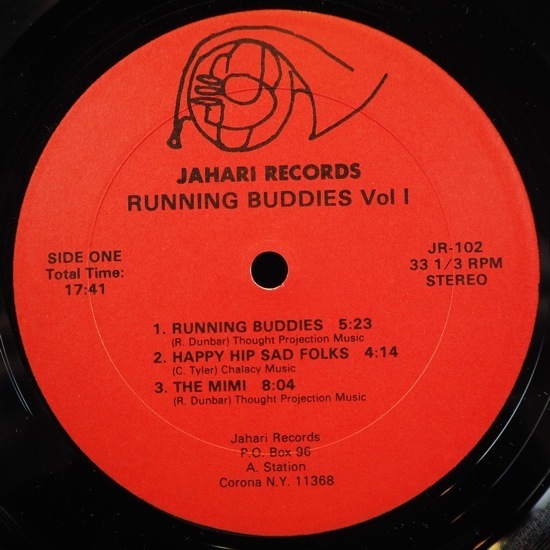 JAHARI RECORDS
RUNNING BUDDIES Vol I
SIDE ONE
Total Time:
17:41
JR-102
33 1/3 RPM
STEREO
1. RUNNING BUDDIES 5:23
(R. Dunbar) Thought Projection Music
2. HAPPY HIP SAD FOLKS 4:14
(C. Tyler) Chalacy Music
3. THE MIMI 8:04
(R. Dunbar) Thought Projection Music
Jahari Records
P.O. Box 96
A. Station
Corona N.Y. 11368